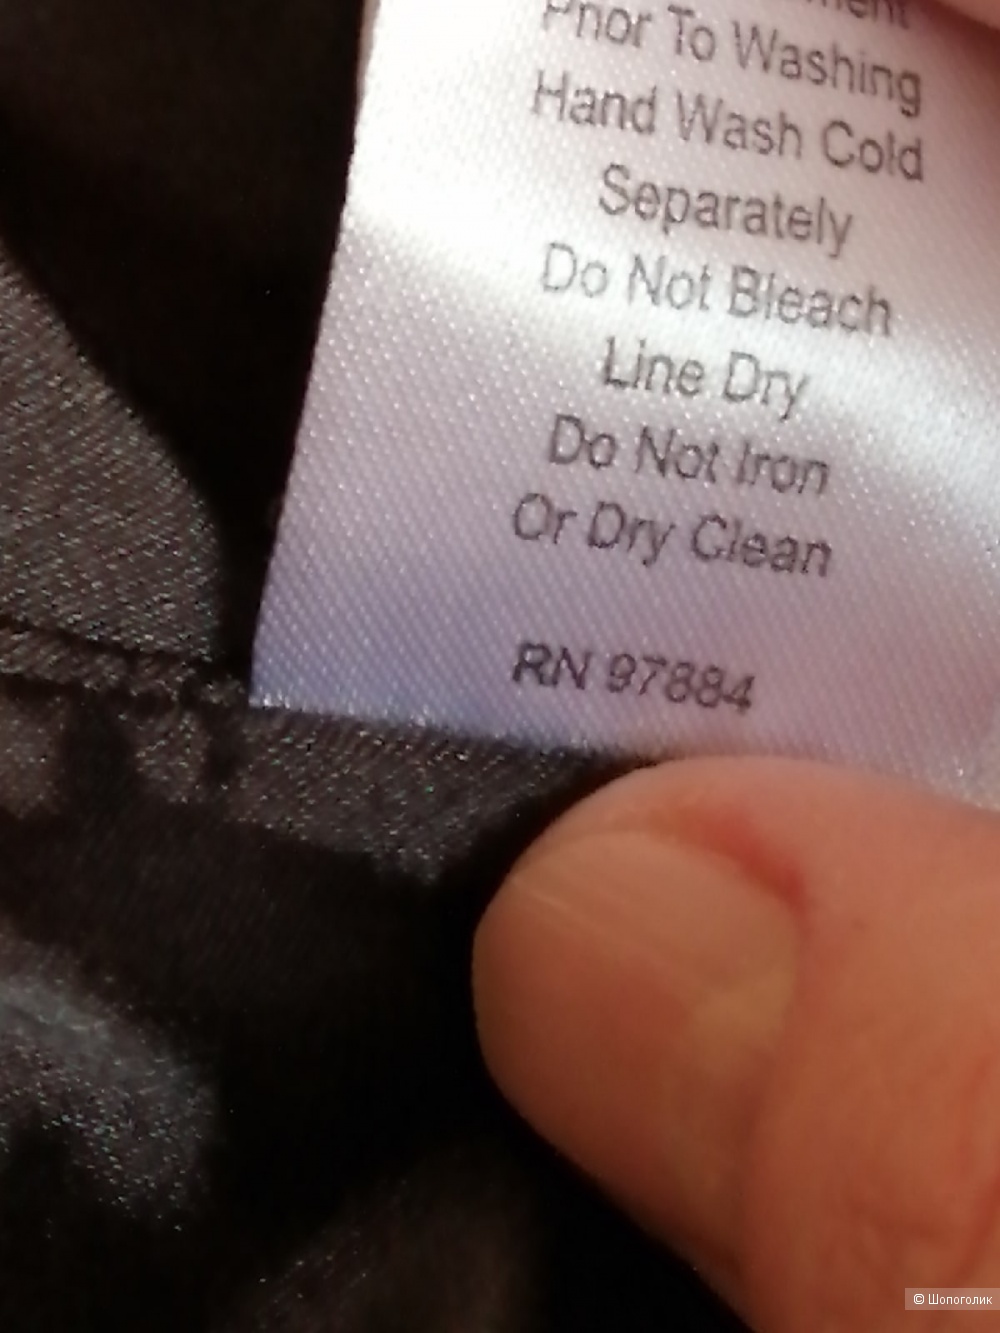 Prior To Washing
Hand Wash Cold
Separately
Do Not Bleach
Line Dry
Do Not Iron
Or Dry Clean
RN 97884
© Шопоголик